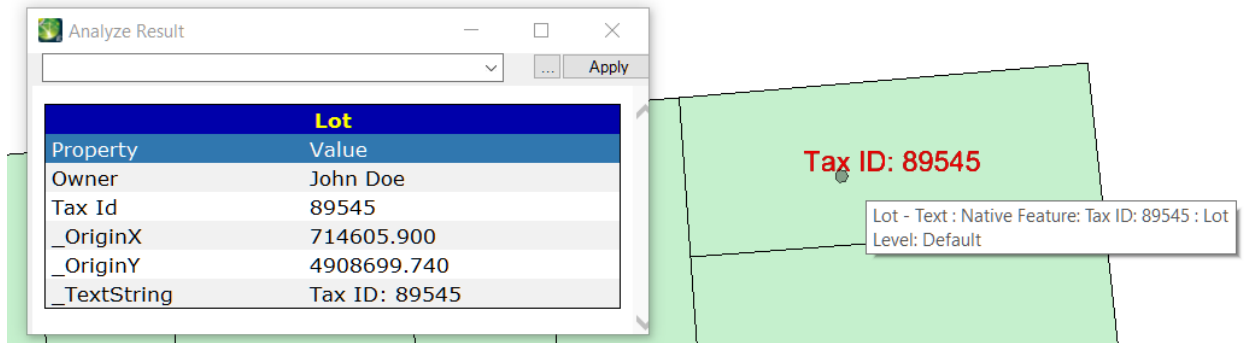 Analyze Result
... Apply
Lot
Property Value
Owner John Doe
Tax Id 89545
_OriginX 714605.900
_OriginY 4908699.740
_TextString Tax ID: 89545
Tax ID: 89545
Lot - Text : Native Feature: Tax ID: 89545 : Lot
Level: Default